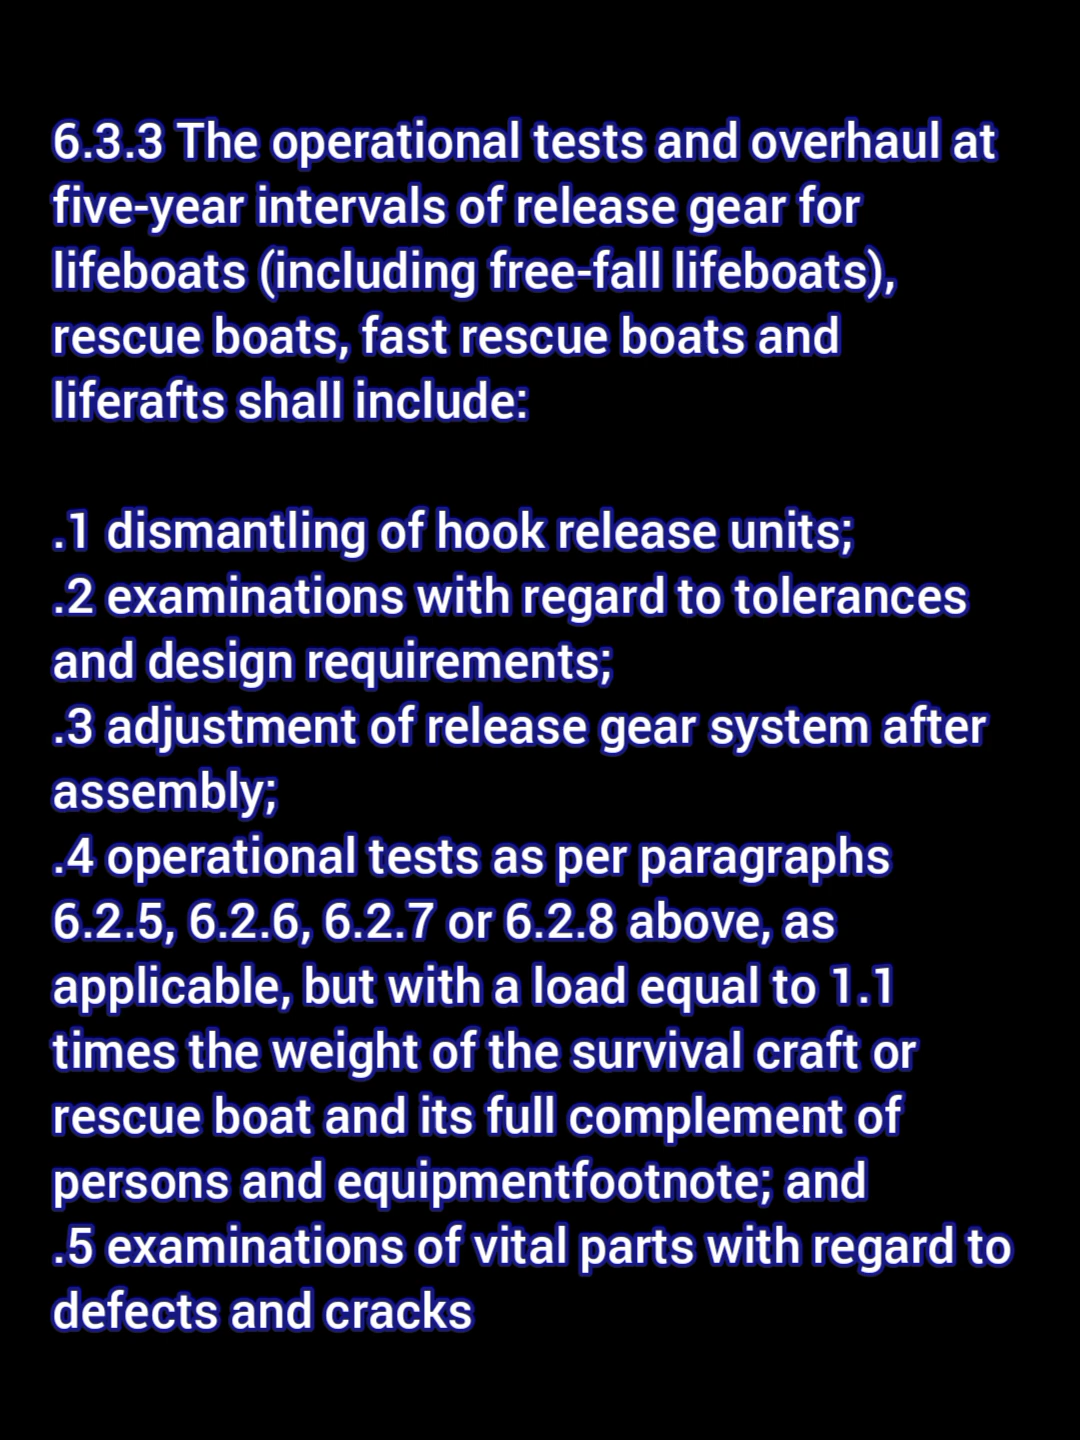 6.3.3 The operational tests and overhaul at
five-year intervals of release gear for
lifeboats (including free-fall lifeboats),
rescue boats, fast rescue boats and
liferafts shall include:
.1 dismantling of hook release units;
.2 examinations with regard to tolerances
and design requirements;
.3 adjustment of release gear system after
assembly;
.4 operational tests as per paragraphs
6.2.5, 6.2.6, 6.2.7 or 6.2.8 above, as
applicable, but with a load equal to 1.1
times the weight of the survival craft or
rescue boat and its full complement of
persons and equipmentfootnote; and
.5 examinations of vital parts with regard to
defects and cracks